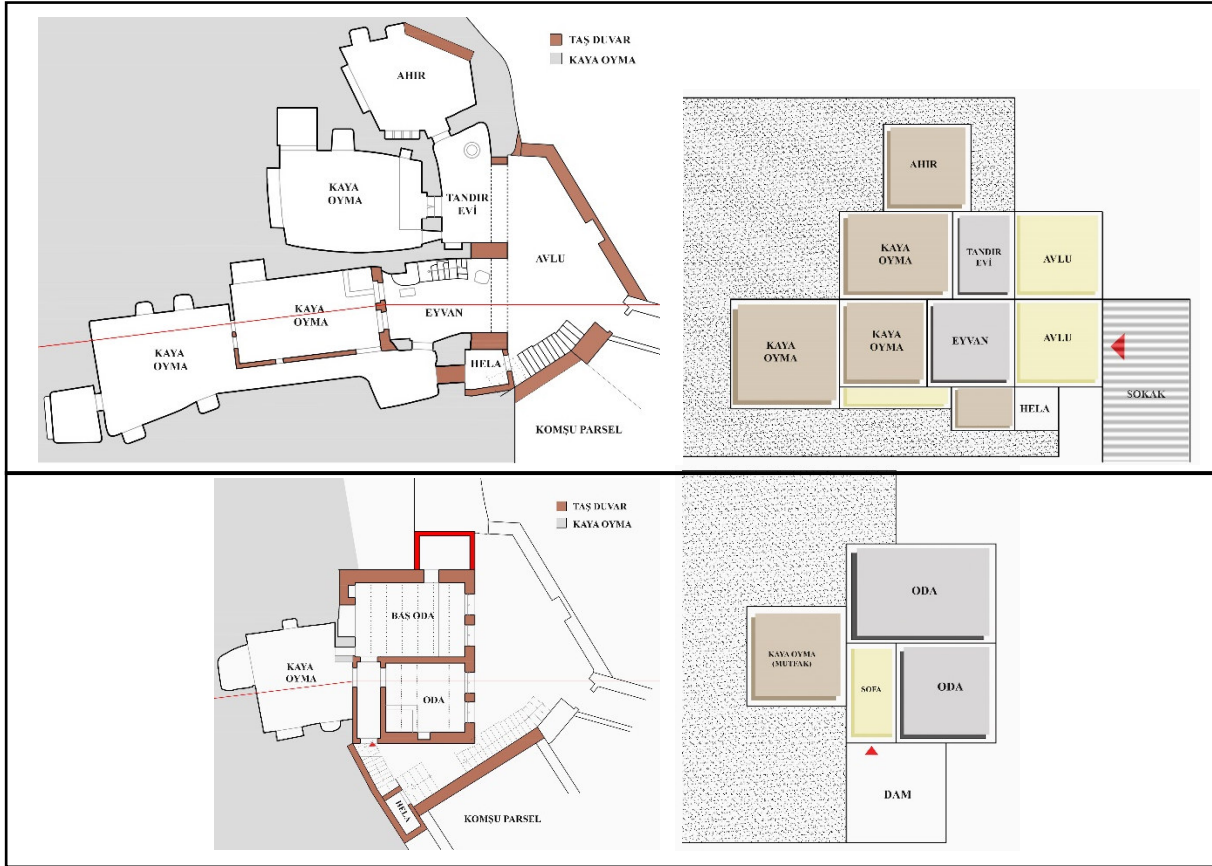 TAŞ DUVAR
KAYA OYMA
AHIR
KAYA
OYMA
TANDIR
EVİ
AVLU
KAYA
OYMA
EYVAN
KAYA
OYMA
HELA
KOMŞU PARSEL
AHIR
KAYA
OYMA
TANDIR
EVİ
AVLU
KAYA
OYMA
KAYA
OYMA
EYVAN
AVLU
HELA
SOKAK
TAŞ DUVAR
KAYA OYMA
BAŞ ODA
KAYA
OYMA
ODA
HELA
KOMŞU PARSEL
ODA
KAYA OYMA
(MUTFAK)
SOFA
ODA
DAM